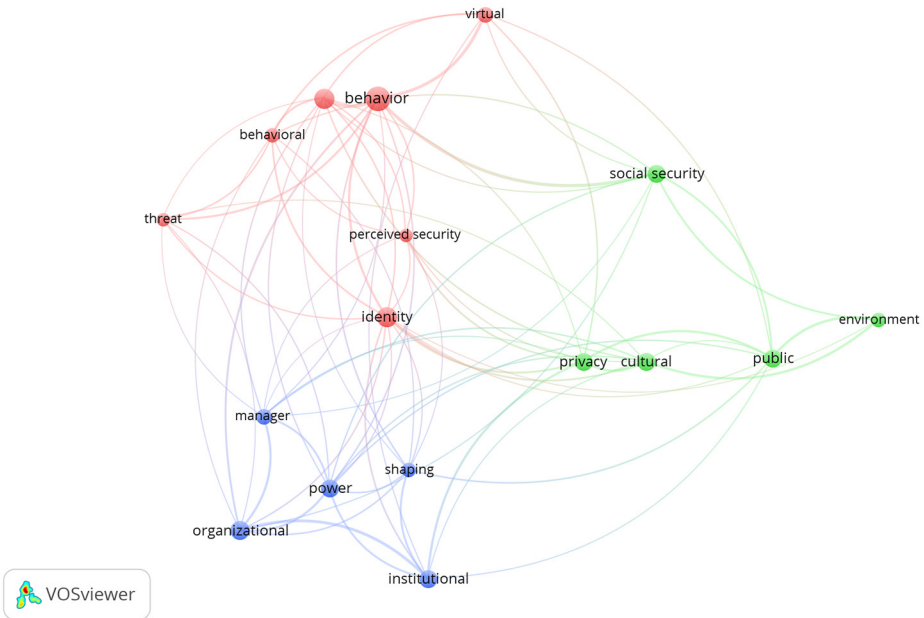 virtual
behavior
behavioral
social security
threat
perceived security
identity
environment
privacy
cultural
public
manager
shaping
power
organizational
institutional
VOSviewer